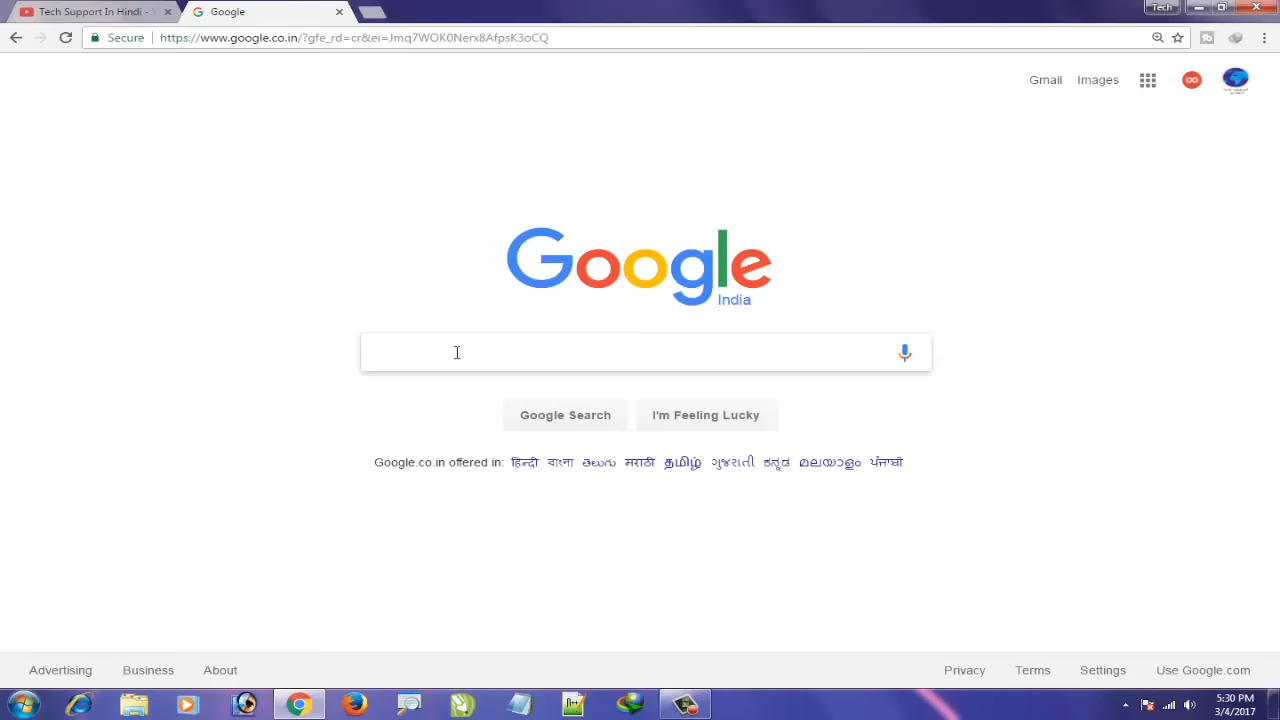 Tech Support In Hindi -
Google
Tech
Secure
https://www.google.co.in/?gfe_rd=cr&ei=Jmq7WOK0Nerx8AfpsK3oCQ
Gmail Images
Google
India
Google Search I'm Feeling Lucky
Google.co.in offered in: हिन्दी বাংলা తెలుగు मराठी தமிழ் ગુજરાતી ಕನ್ನಡ മലയാളം ਪੰਜਾਬੀ
Advertising Business About Privacy Terms Settings Use Google.com
5:30 PM
3/4/2017